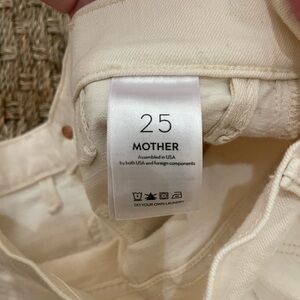 25
MOTHER
Assembled in USA
by both USA and foreign components
DO YOUR OWN LAUNDRY